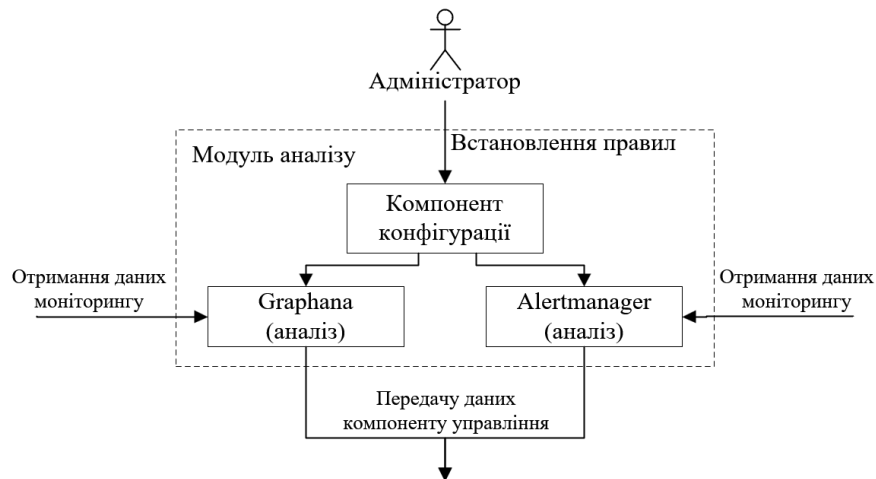 Адміністратор
Встановлення правил
Модуль аналізу
Компонент
конфігурації
Отримання даних
моніторингу
Graphana
(аналіз)
Alertmanager
(аналіз)
Отримання даних
моніторингу
Передачу даних
компоненту управління